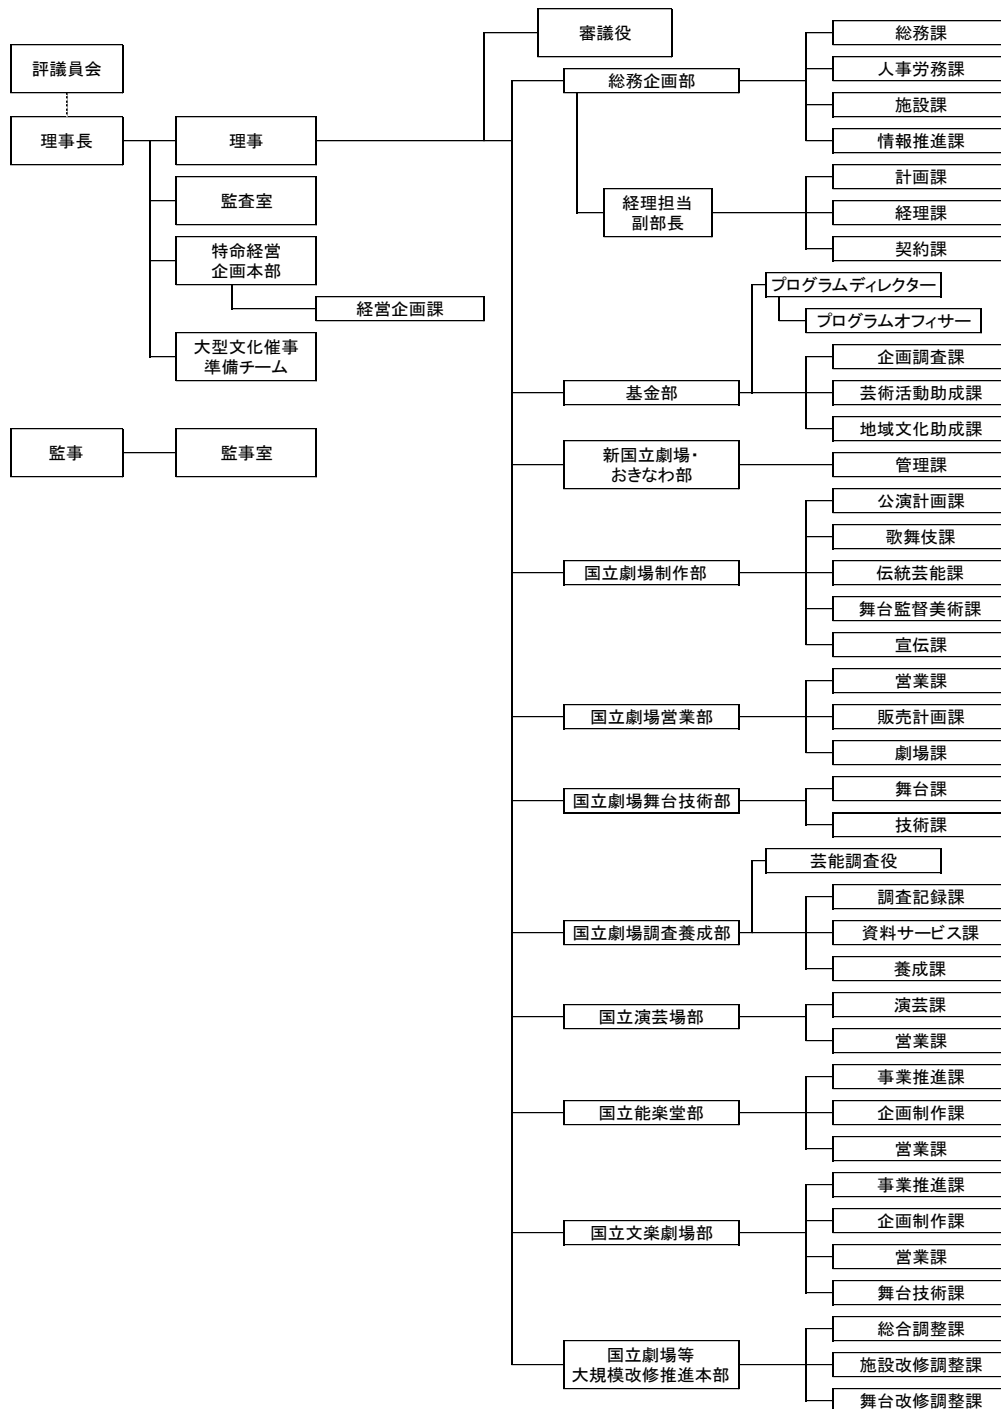 評議員会
理事長
理事
監査室
特命経営
企画本部
経営企画課
大型文化催事
準備チーム
監事
監事室
審議役
総務企画部
総務課
人事労務課
施設課
情報推進課
経理担当
副部長
計画課
経理課
契約課
基金部
プログラムディレクター
プログラムオフィサー
企画調査課
芸術活動助成課
地域文化助成課
新国立劇場・
おきなわ部
管理課
国立劇場制作部
公演計画課
歌舞伎課
伝統芸能課
舞台監督美術課
宣伝課
国立劇場営業部
営業課
販売計画課
劇場課
国立劇場舞台技術部
舞台課
技術課
国立劇場調査養成部
芸能調査役
調査記録課
資料サービス課
養成課
国立演芸場部
演芸課
営業課
国立能楽堂部
事業推進課
企画制作課
営業課
国立文楽劇場部
事業推進課
企画制作課
営業課
舞台技術課
国立劇場等
大規模改修推進本部
総合調整課
施設改修調整課
舞台改修調整課